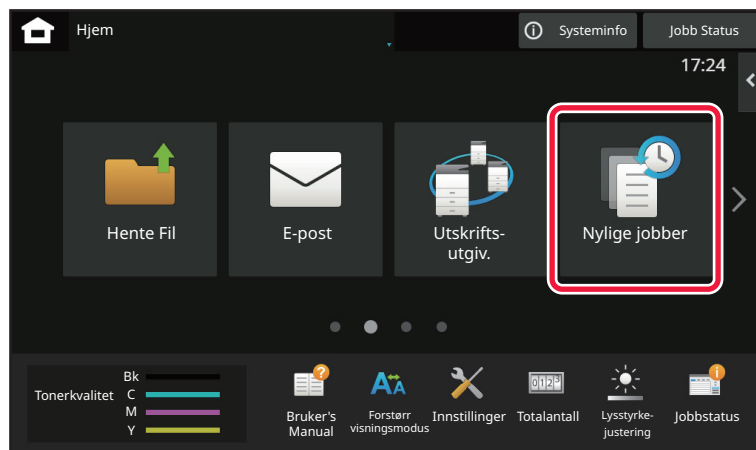 Hjem
Systeminfo
Jobb Status
17:24
Hente Fil
E-post
Utskrifts-
utgiv.
Nylige jobber
Tonerkvalitet
Bk
C
M
Y
Bruker's
Manual
Forstørr
visningsmodus
Innstillinger
0123
Totalantall
Lysstyrke-
justering
Jobbstatus